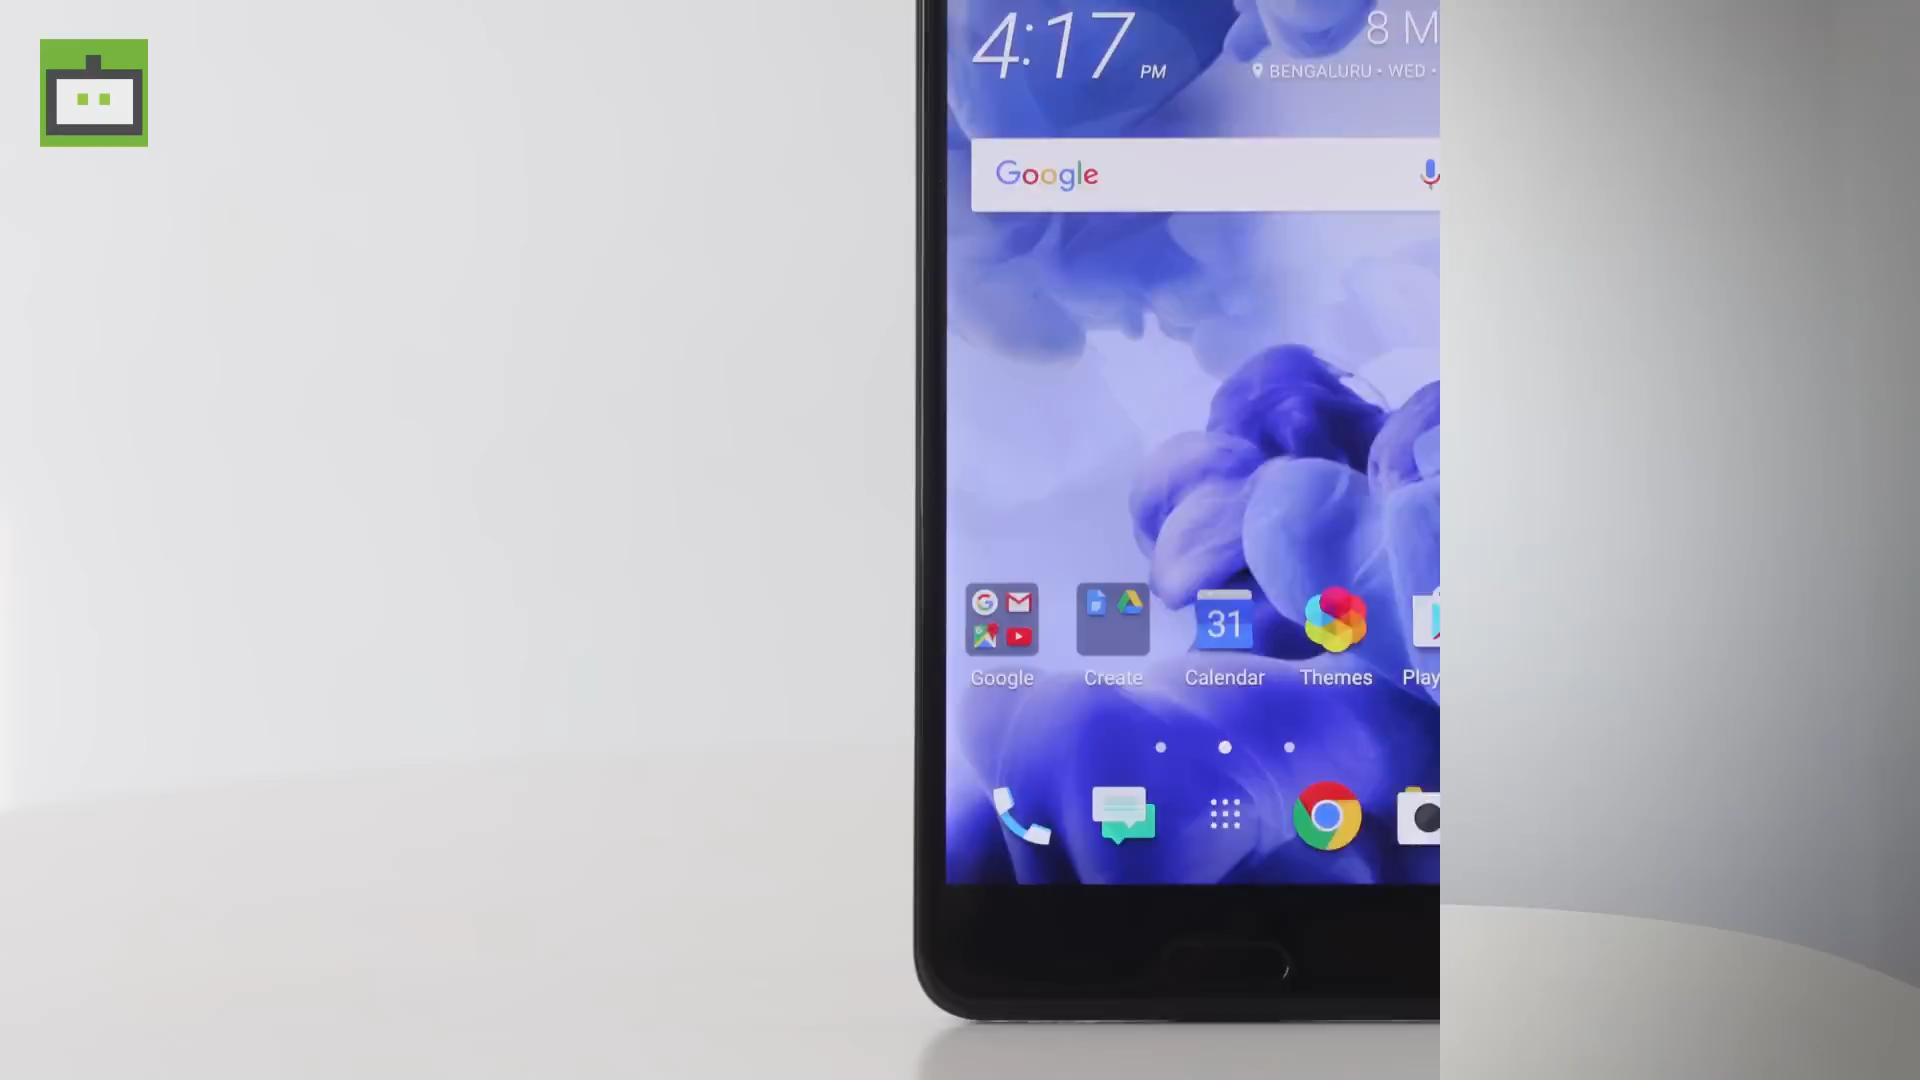 4:17 PM
8 M
BENGALURU • WED •
Google
31
Google
Create
Calendar
Themes
Play